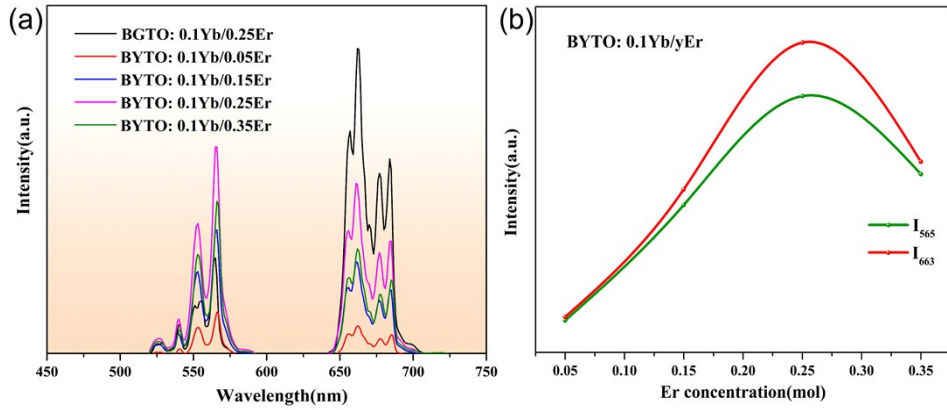 (a)
BGTO: 0.1Yb/0.25Er
BYTO: 0.1Yb/0.05Er
BYTO: 0.1Yb/0.15Er
BYTO: 0.1Yb/0.25Er
BYTO: 0.1Yb/0.35Er
Intensity(a.u.)
450 500 550 600 650 700 750
Wavelength(nm)
(b)
BYTO: 0.1Yb/yEr
Intensity(a.u.)
I565
I663
0.05 0.10 0.15 0.20 0.25 0.30 0.35
Er concentration(mol)